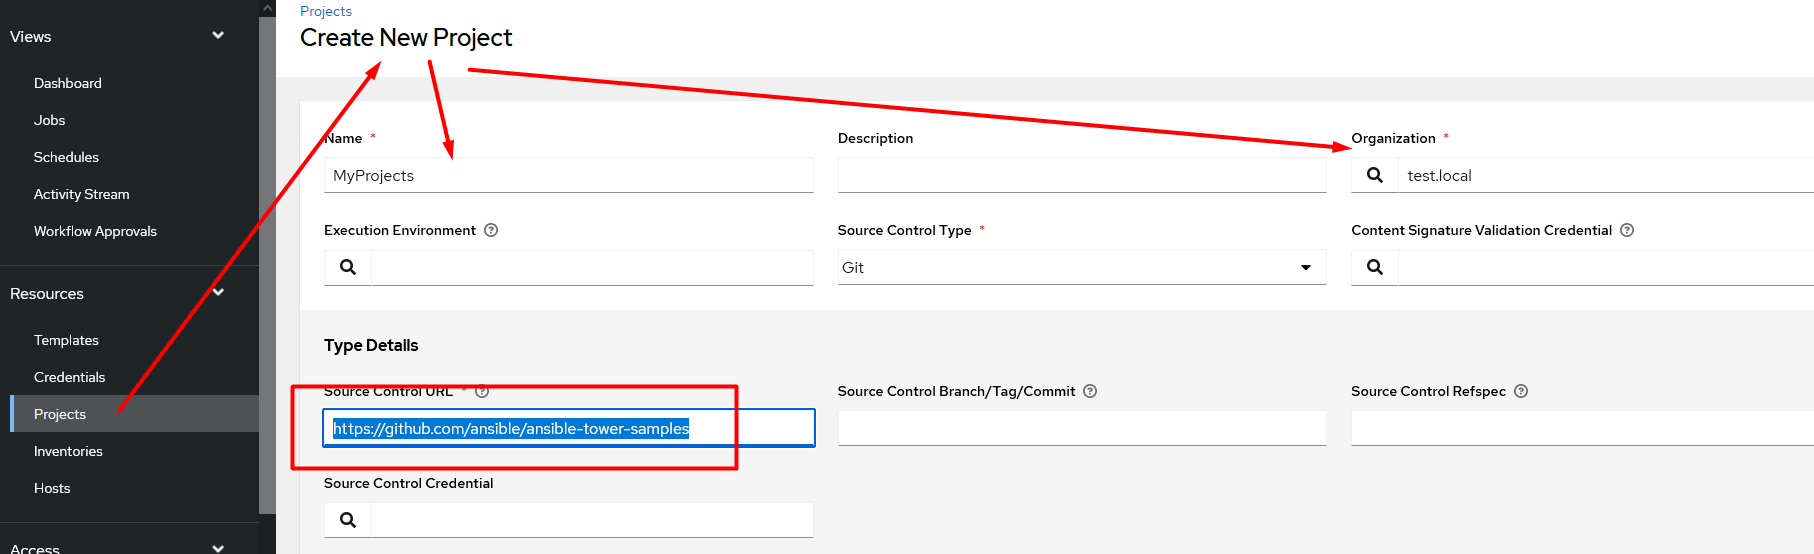 Views
Dashboard
Jobs
Schedules
Activity Stream
Workflow Approvals
Resources
Templates
Credentials
Projects
Inventories
Hosts
Access
Projects
Create New Project
Name *
MyProjects
Description
Organization *
test.local
Execution Environment
Source Control Type *
Git
Content Signature Validation Credential
Type Details
Source Control URL *
https://github.com/ansible/ansible-tower-samples
Source Control Branch/Tag/Commit
Source Control Refspec
Source Control Credential